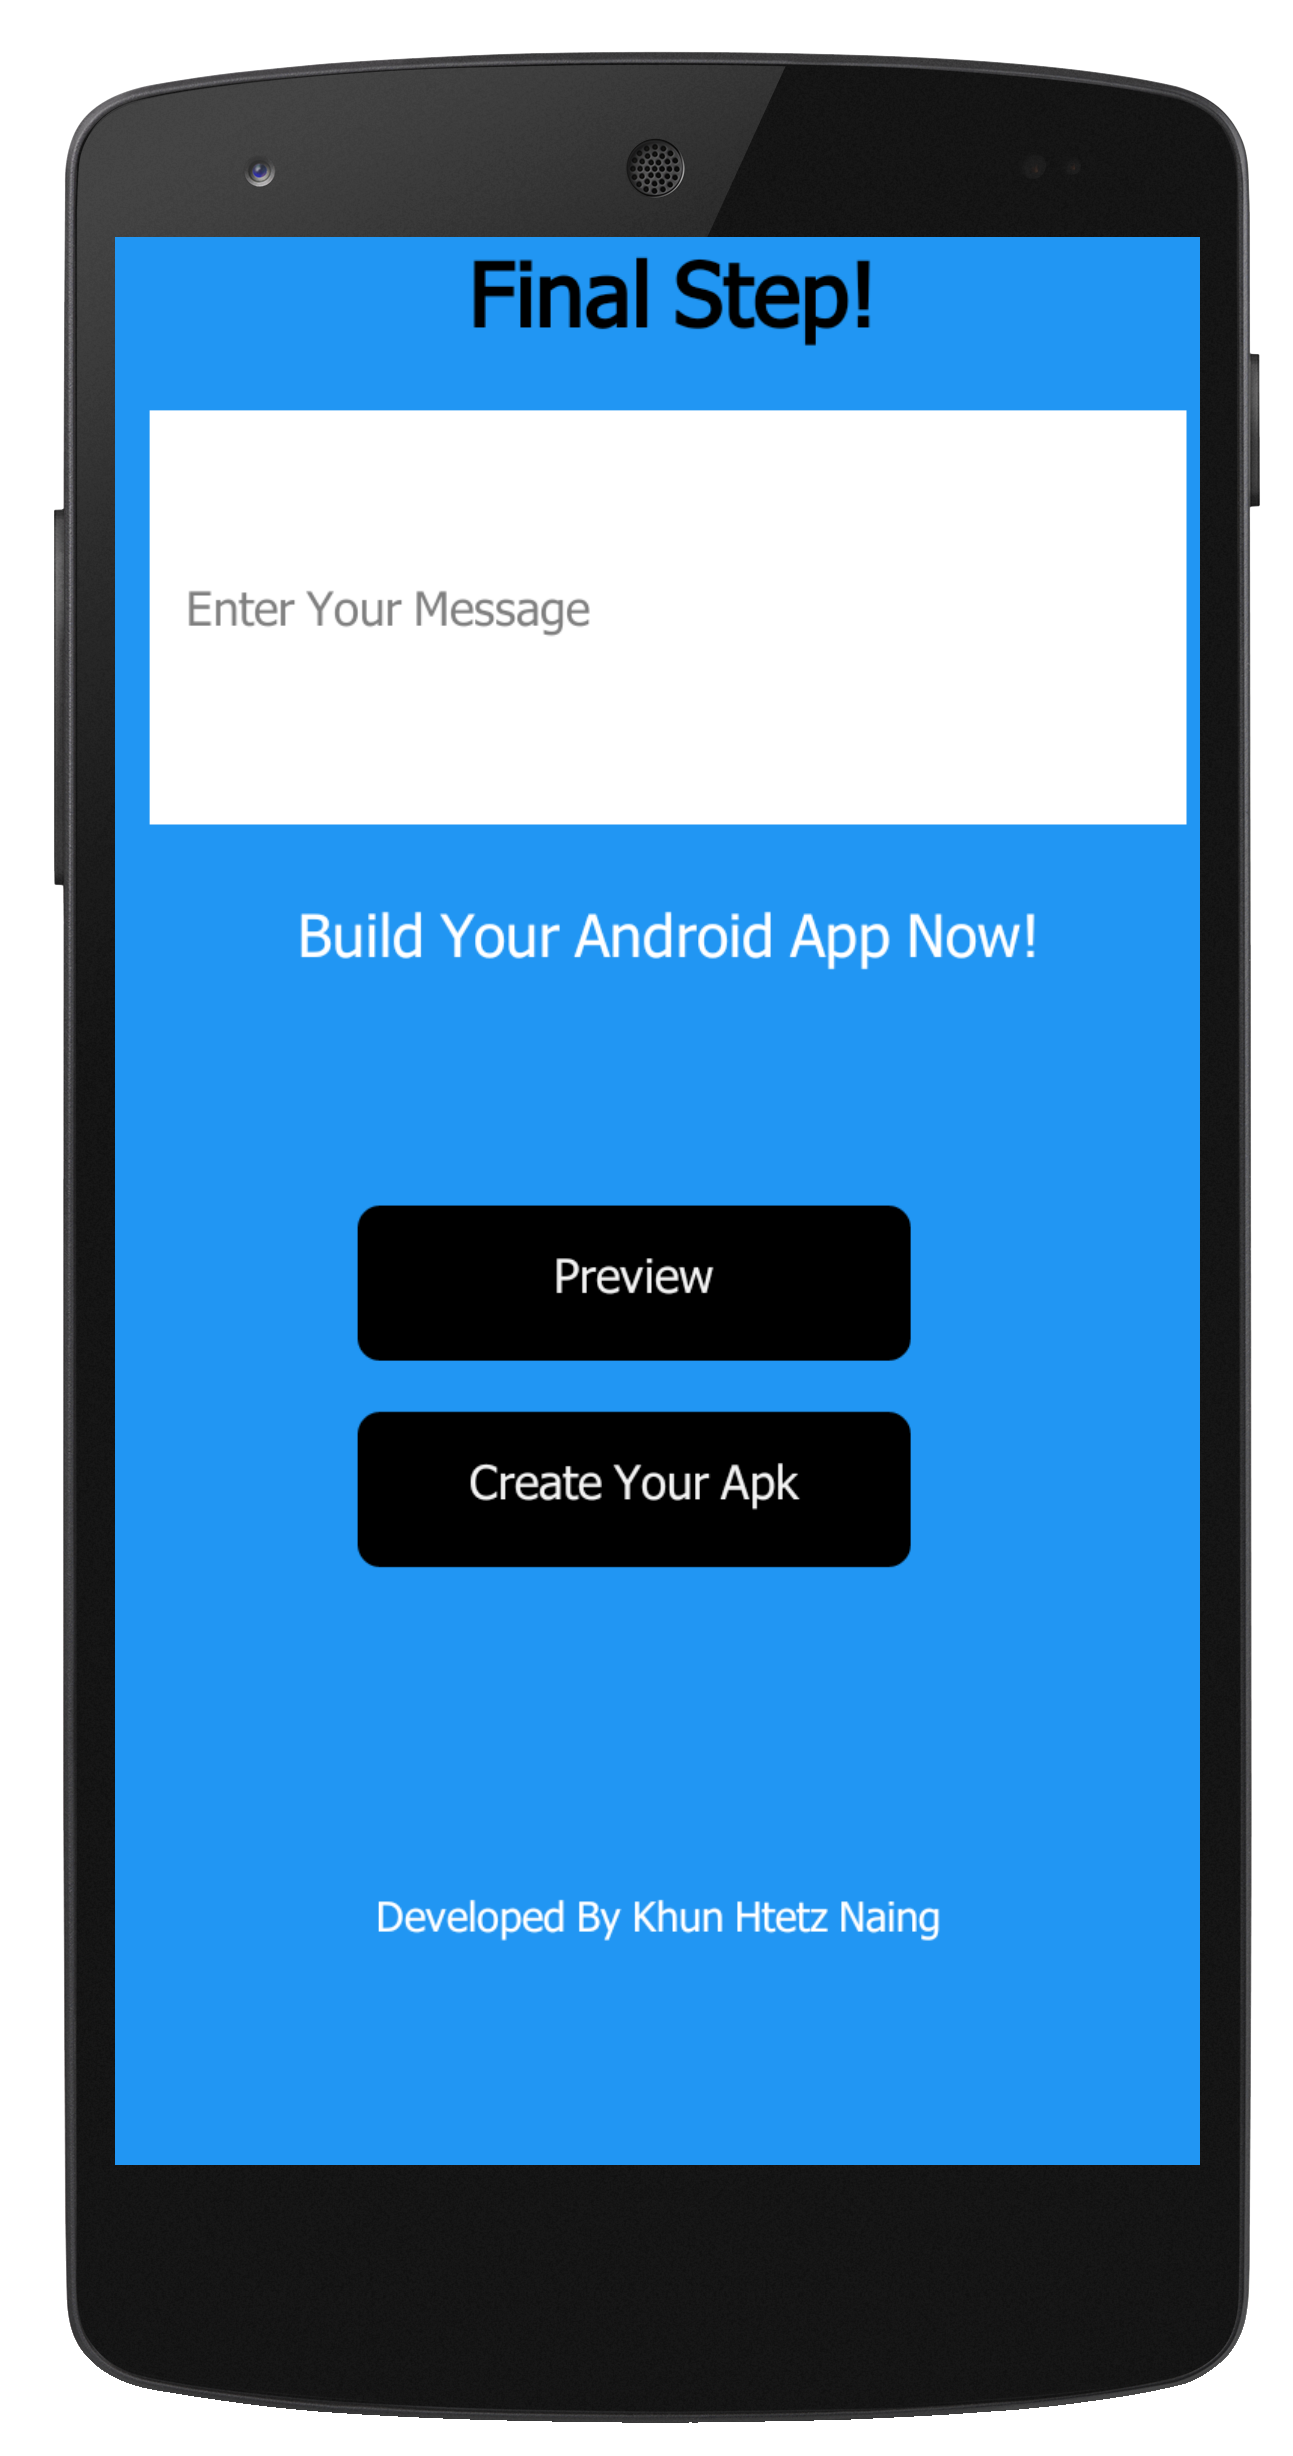 Final Step!
Enter Your Message
Build Your Android App Now!
Preview
Create Your Apk
Developed By Khun Htetz Naing